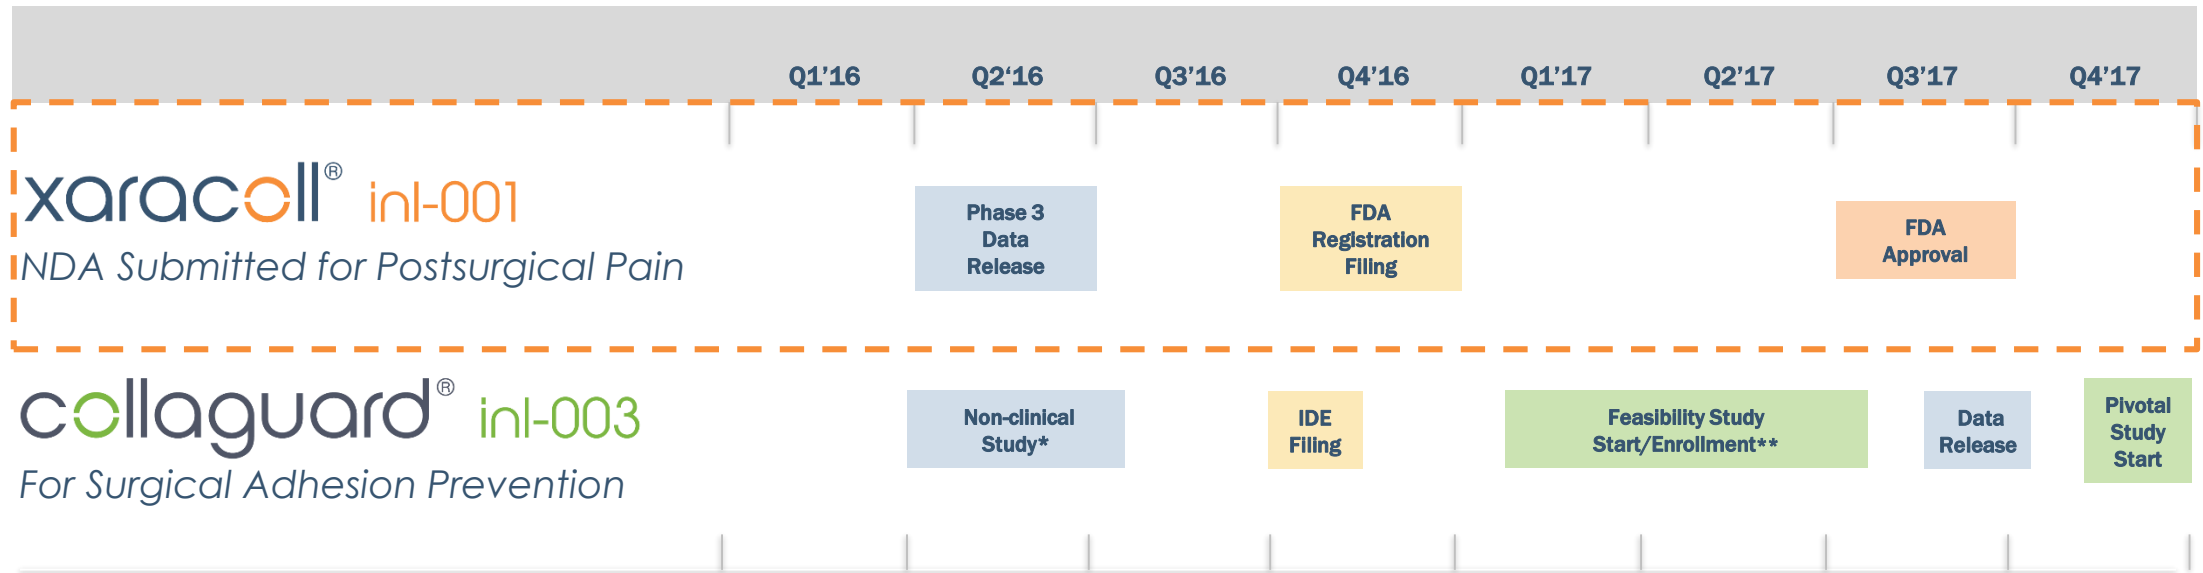 Q1’16 Q2‘16 Q3’16 Q4’16 Q1’17 Q2’17 Q3’17 Q4’17
xaracoll® inl-001
NDA Submitted for Postsurgical Pain
Phase 3
Data
Release
FDA
Registration
Filing
FDA
Approval
collaguard® inl-003
For Surgical Adhesion Prevention
Non-clinical
Study*
IDE
Filing
Feasibility Study
Start/Enrollment**
Data
Release
Pivotal
Study
Start